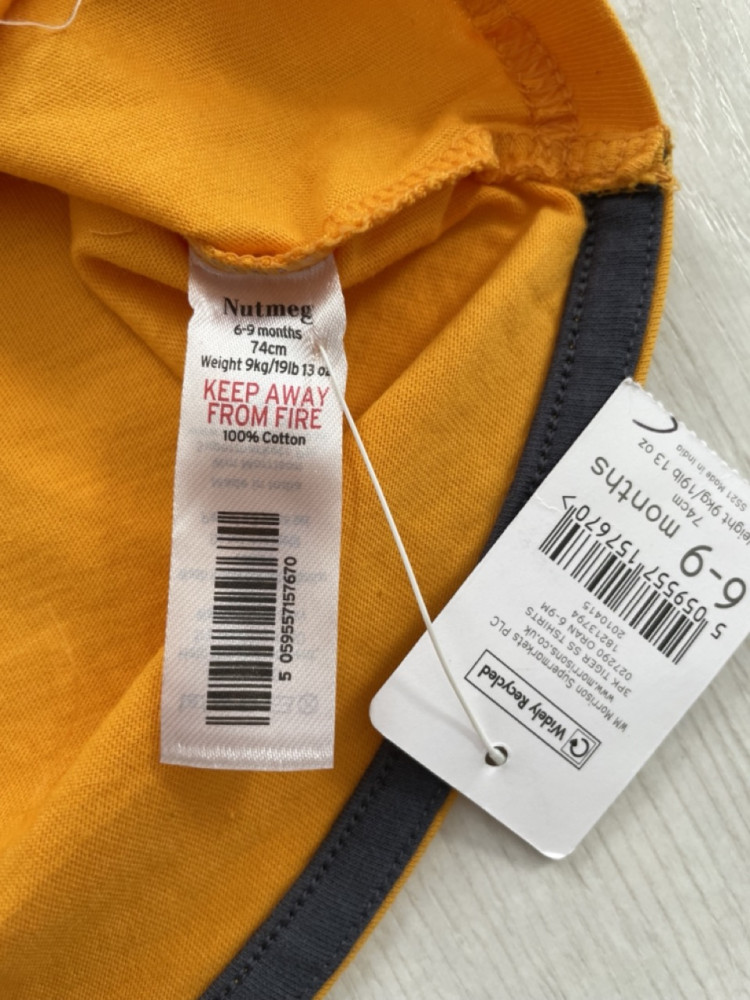 Nutmeg
6-9 months
74cm
Weight 9kg/19lb 13 oz
KEEP AWAY
FROM FIRE
100% Cotton
5 059557157670
SS21 Made in India
eight 9kg/19lb 13 oz
74cm
6-9 months
5 059557157670 >
2010415
18213794
027290 ORAN 6-9M
3PK TIGER SS TSHIRTS
www.morrisons.co.uk
WM Morrison Supermarkets PLC
Widely Recycled